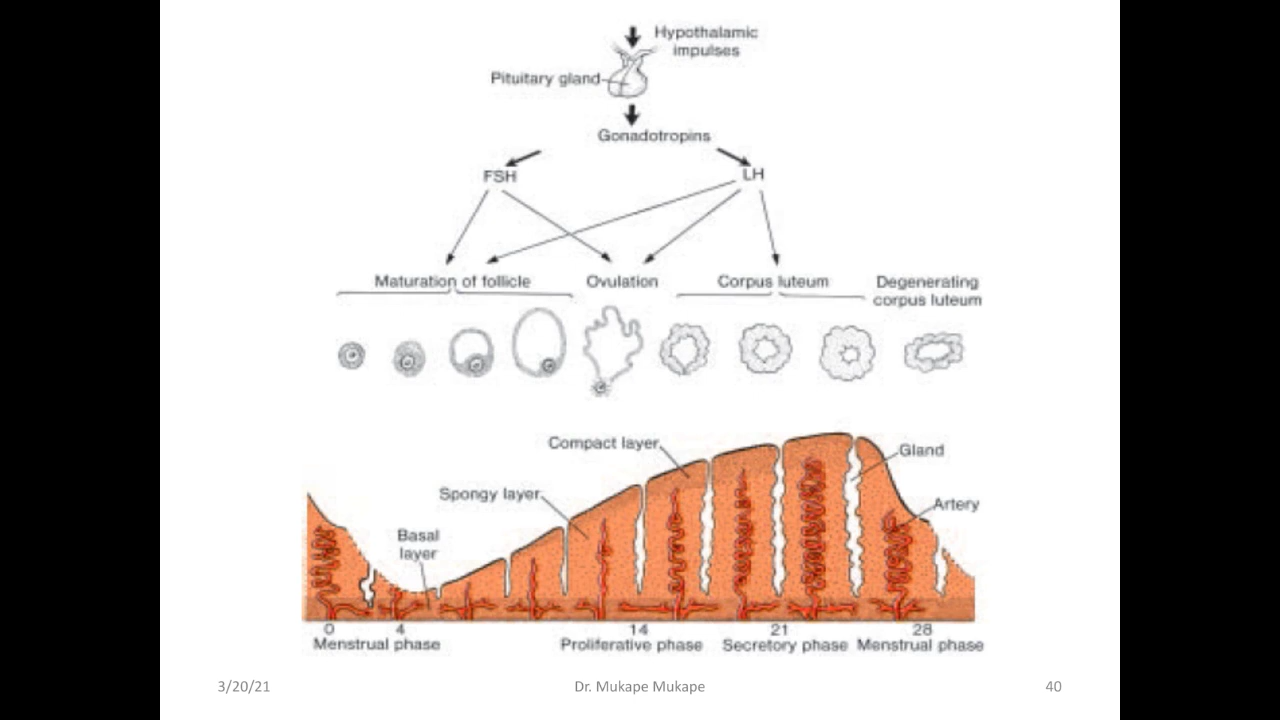 Hypothalamic
impulses
Pituitary gland
Gonadotropins
FSH
LH
Maturation of follicle
Ovulation
Corpus luteum
Degenerating
corpus luteum
Compact layer
Gland
Spongy layer
Artery
Basal
layer
0 4 14 21 28
Menstrual phase Proliferative phase Secretory phase Menstrual phase
3/20/21 Dr. Mukape Mukape 40